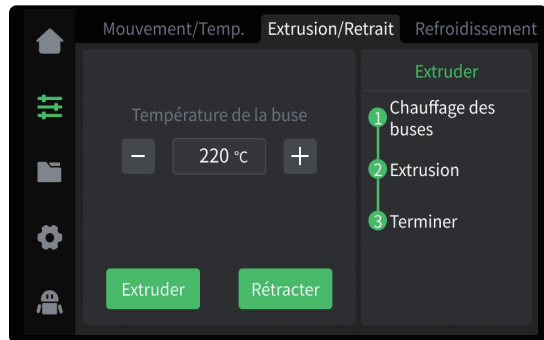 Mouvement/Temp. Extrusion/Retrait Refroidissement
Température de la buse
− 220 °C +
Extruder Rétracter
Extruder
1 Chauffage des
buses
2 Extrusion
3 Terminer